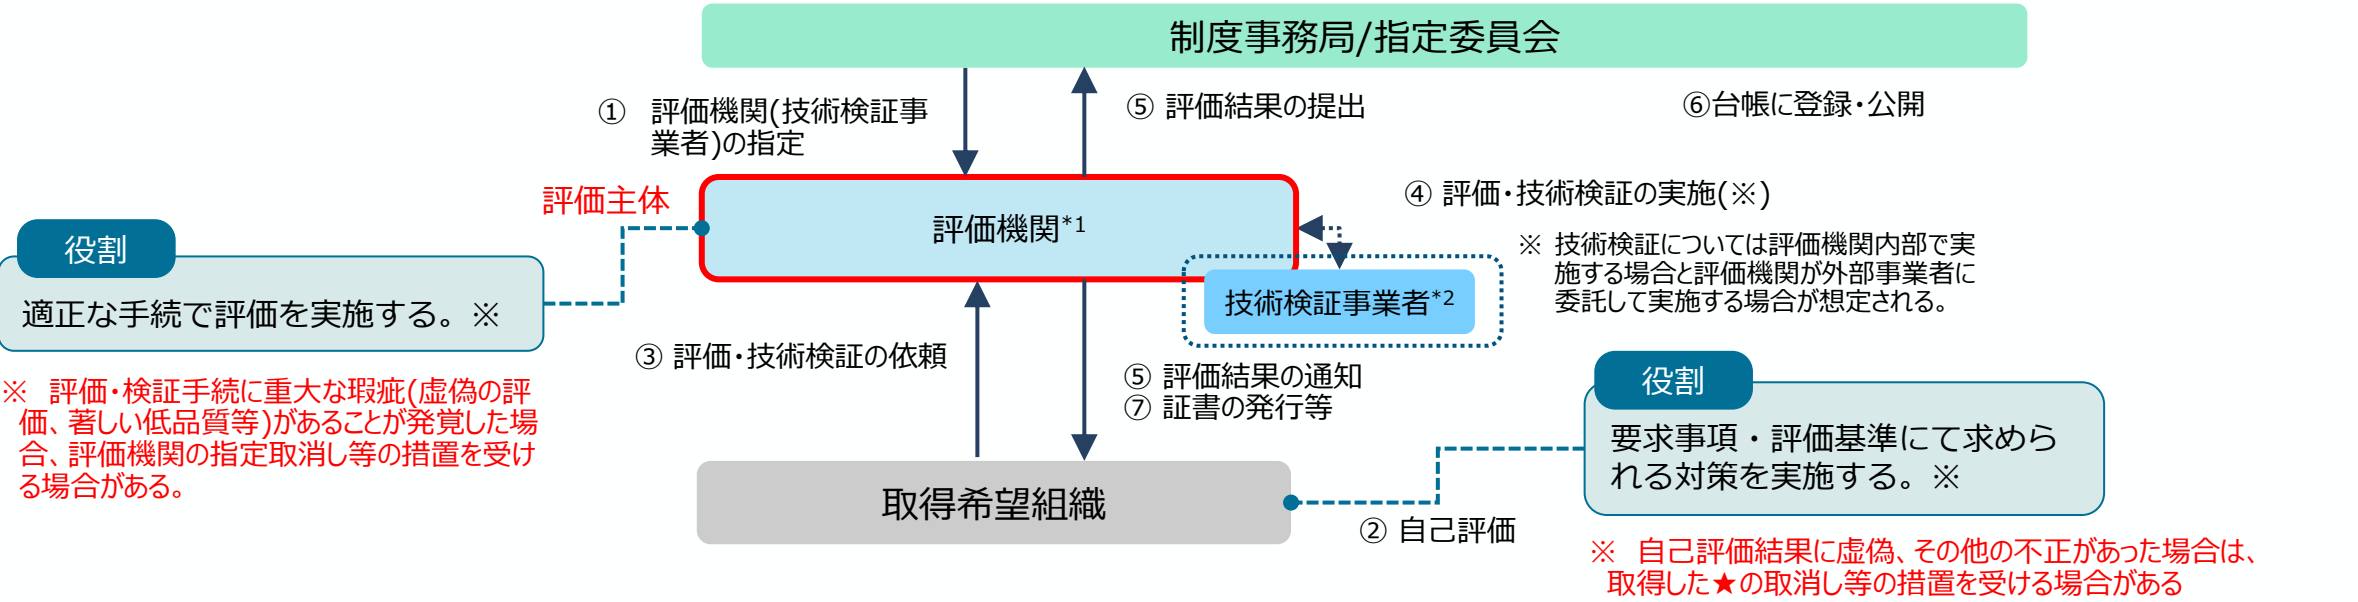 制度事務局/指定委員会
① 評価機関(技術検証事
業者)の指定
⑤ 評価結果の提出
⑥台帳に登録・公開
評価主体
評価機関*1
④ 評価・技術検証の実施(※)
※ 技術検証については評価機関内部で実
施する場合と評価機関が外部事業者に
委託して実施する場合が想定される。
技術検証事業者*2
役割
適正な手続で評価を実施する。※
※ 評価・検証手続に重大な瑕疵(虚偽の評
価、著しい低品質等)があることが発覚した場
合、評価機関の指定取消し等の措置を受け
る場合がある。
③ 評価・技術検証の依頼
⑤ 評価結果の通知
⑦ 証書の発行等
取得希望組織
② 自己評価
役割
要求事項・評価基準にて求めら
れる対策を実施する。※
※ 自己評価結果に虚偽、その他の不正があった場合は、
取得した★の取消し等の措置を受ける場合がある